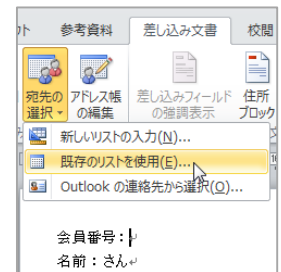 参考資料 差し込み文書 校閲
宛先の選択 アドレス帳の編集 差し込みフィールドの強調表示 住所ブロック
新しいリストの入力(N)...
既存のリストを使用(E)...
Outlook の連絡先から選択(O)...
会員番号：
名前：さん